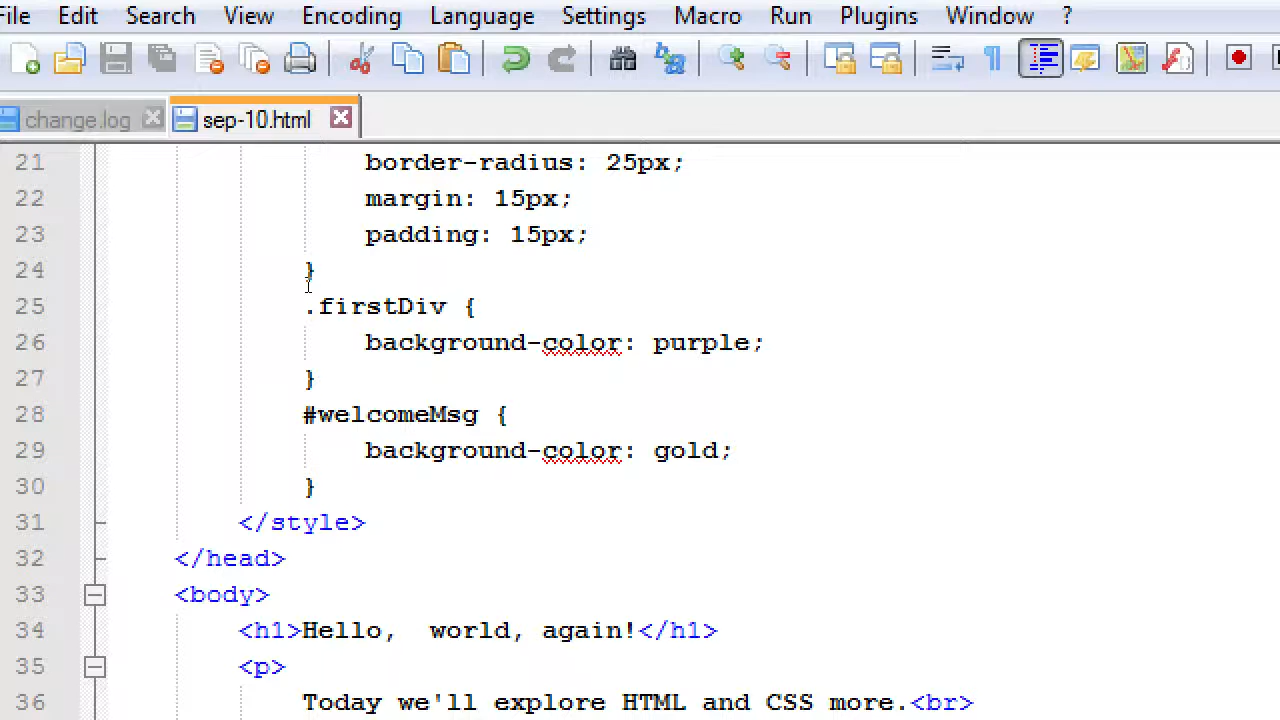 File Edit Search View Encoding Language Settings Macro Run Plugins Window ?
change.log sep-10.html
21 border-radius: 25px;
22 margin: 15px;
23 padding: 15px;
24 }
25 .firstDiv {
26 background-color: purple;
27 }
28 #welcomeMsg {
29 background-color: gold;
30 }
31 </style>
32 </head>
33 <body>
34 <h1>Hello,  world, again!</h1>
35 <p>
36 Today we'll explore HTML and CSS more.<br>